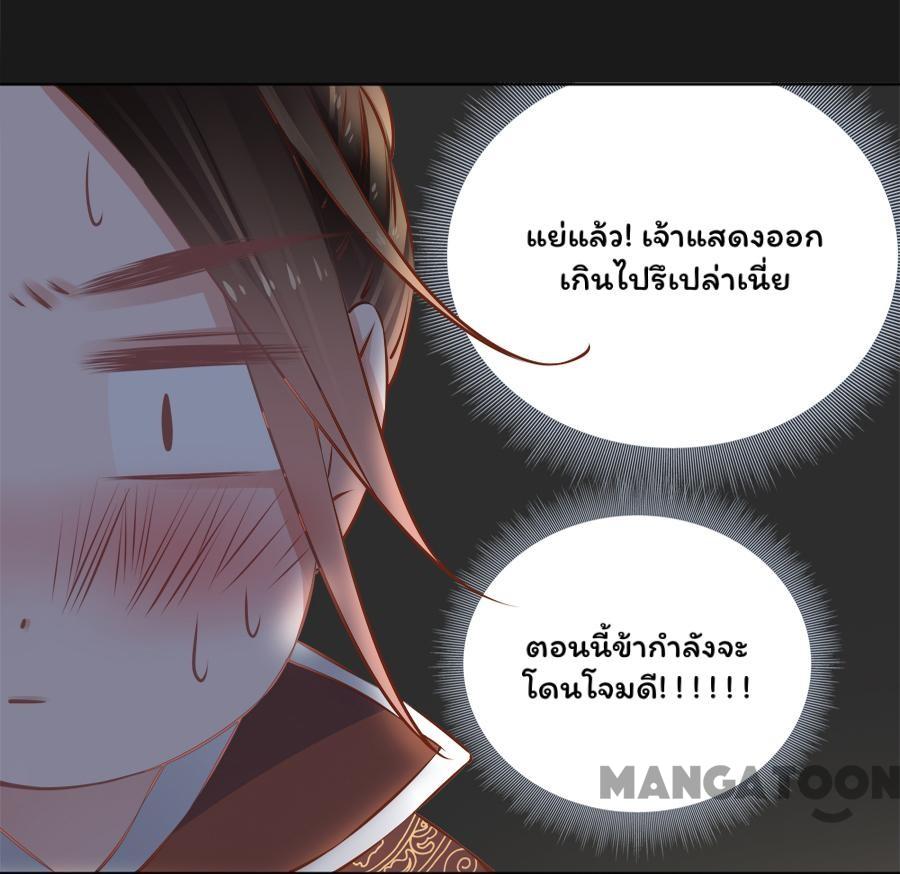 แย่แล้ว! เจ้าแสดงออก
เกินไปรึเปล่าเนี่ย
ตอนนี้ข้ากำลังจะ
โดนโจมตี!!!!!!
MANGATOON